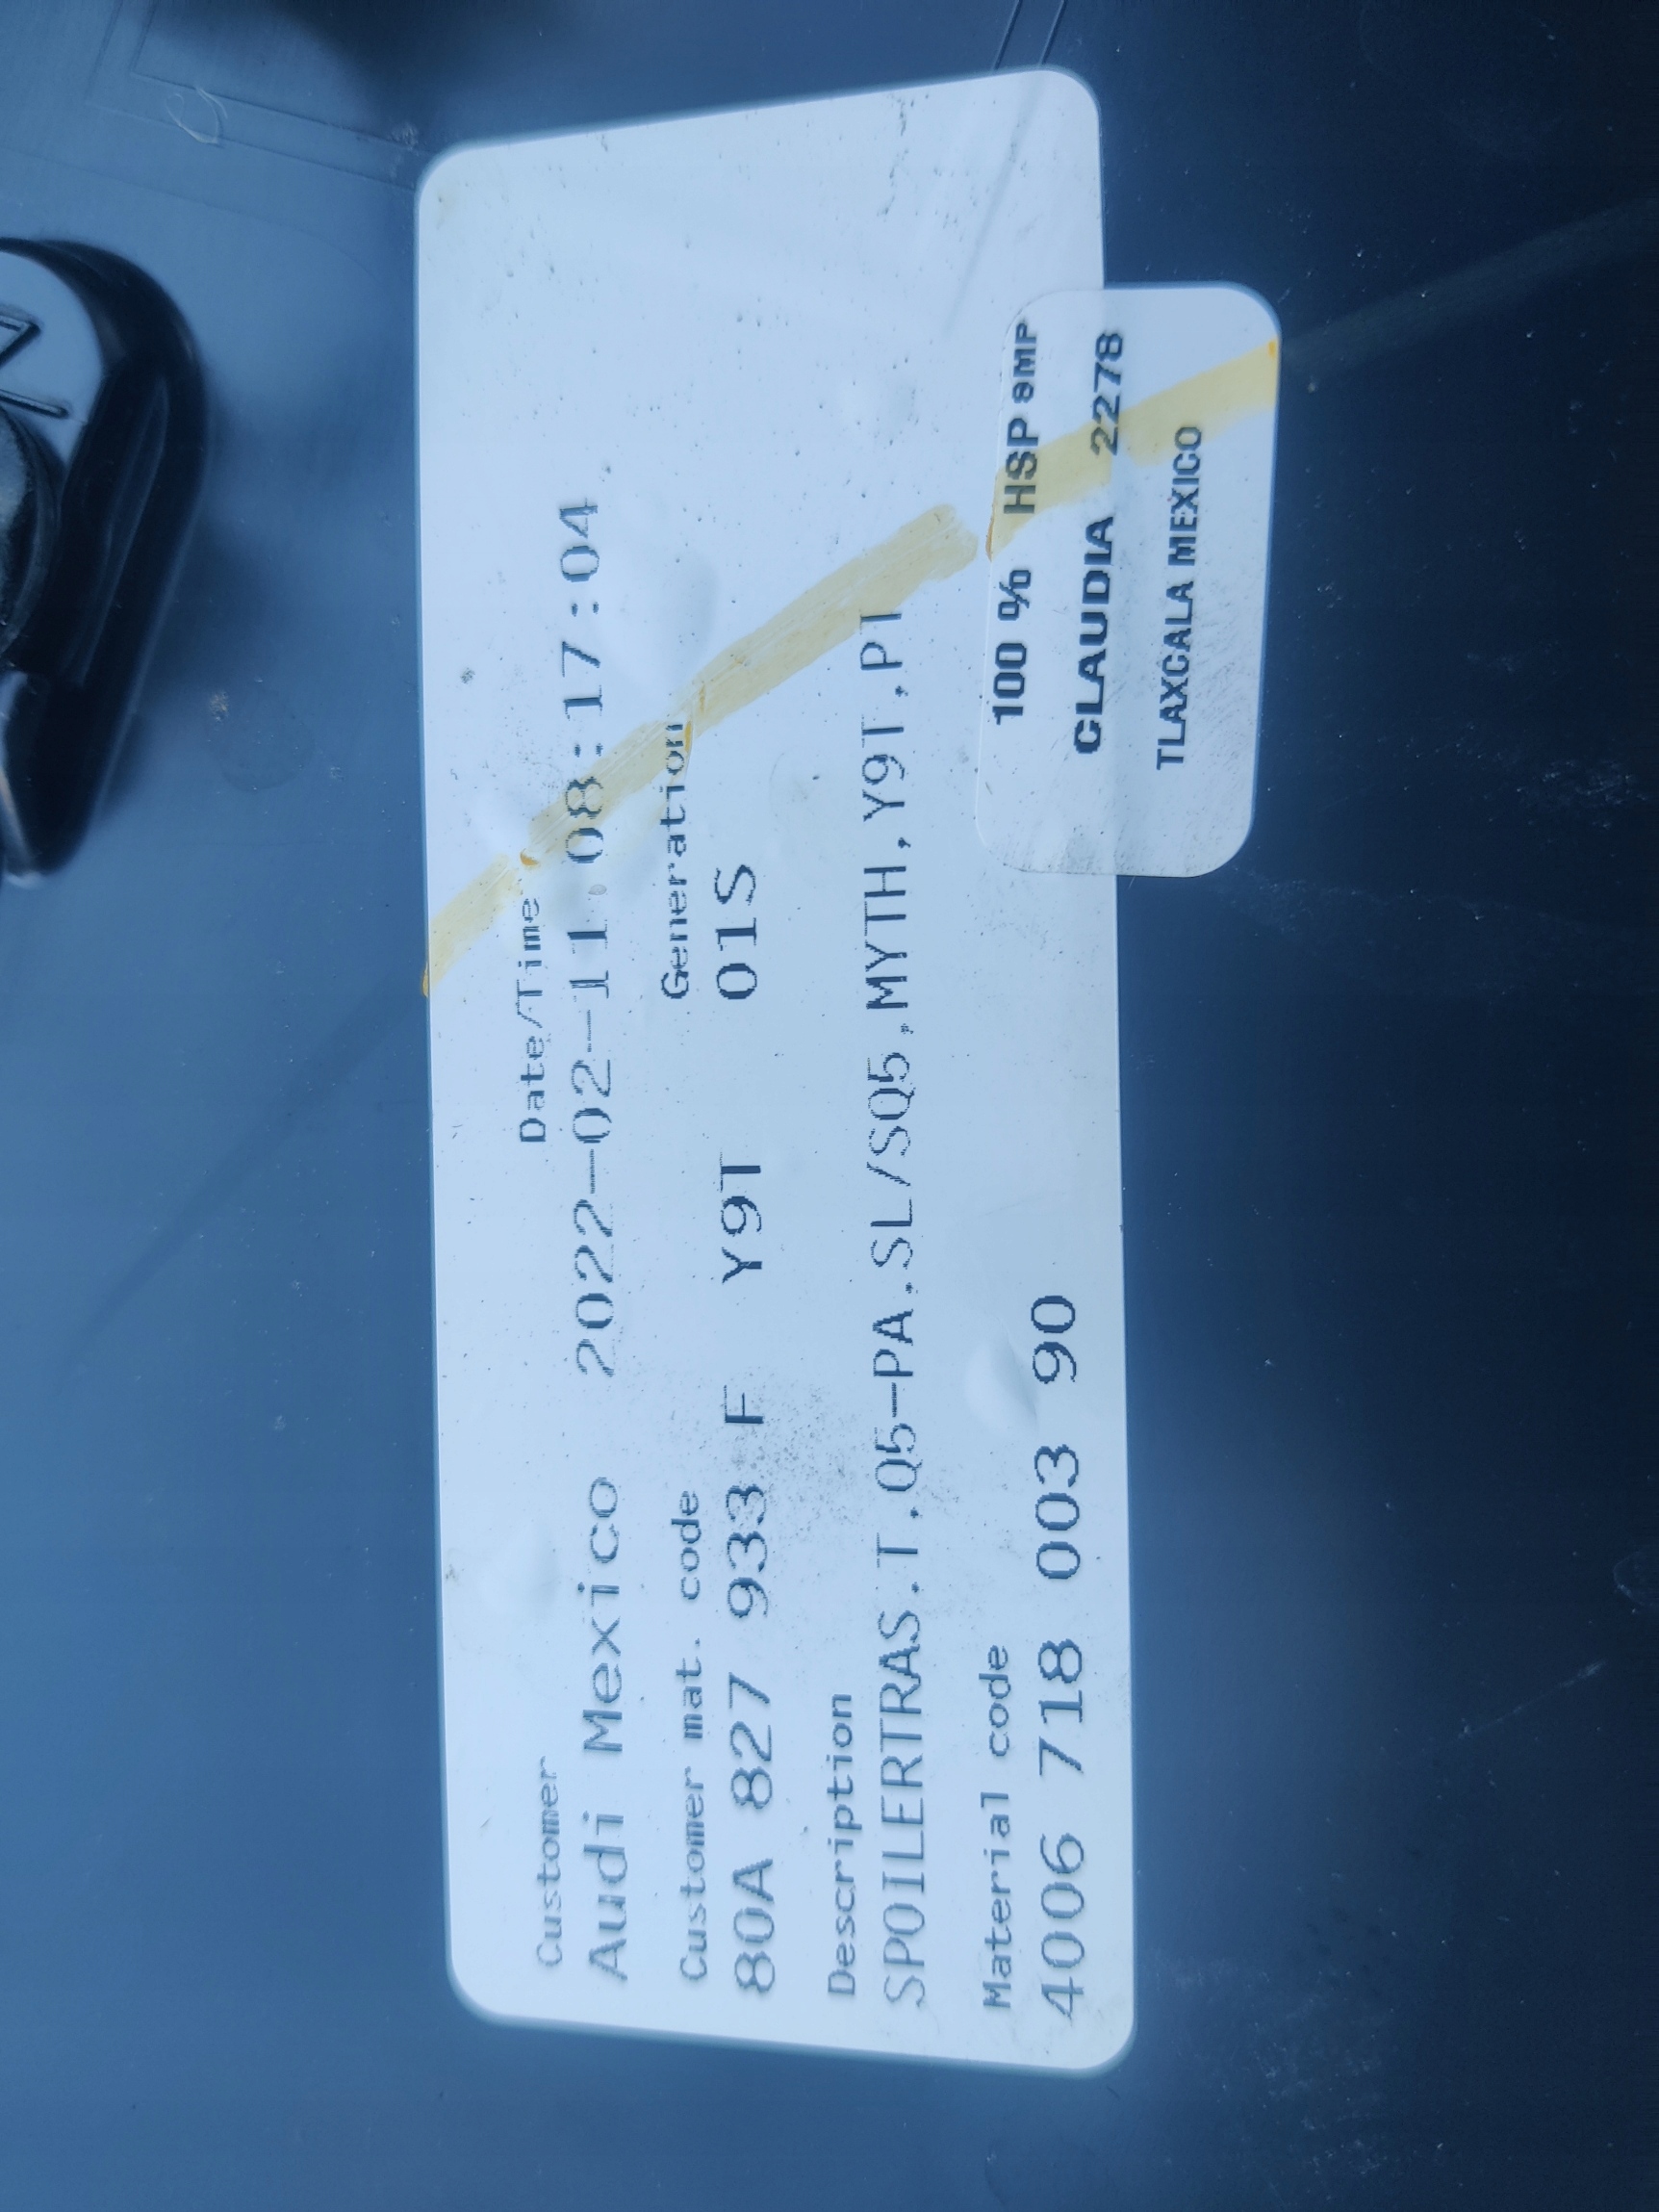 Customer Date/Time
Audi Mexico 2022-02-11 08:17:04
Customer mat. code Generation
80A 827 933 F Y9T 01S
Description
SPOILERTRAS.T.Q5-PA.SL/SQ5,MYTH,Y9T.PT
Material code
4006 718 003 90
100 % HSP 8MP
CLAUDIA 2278
TLAXCALA MEXICO